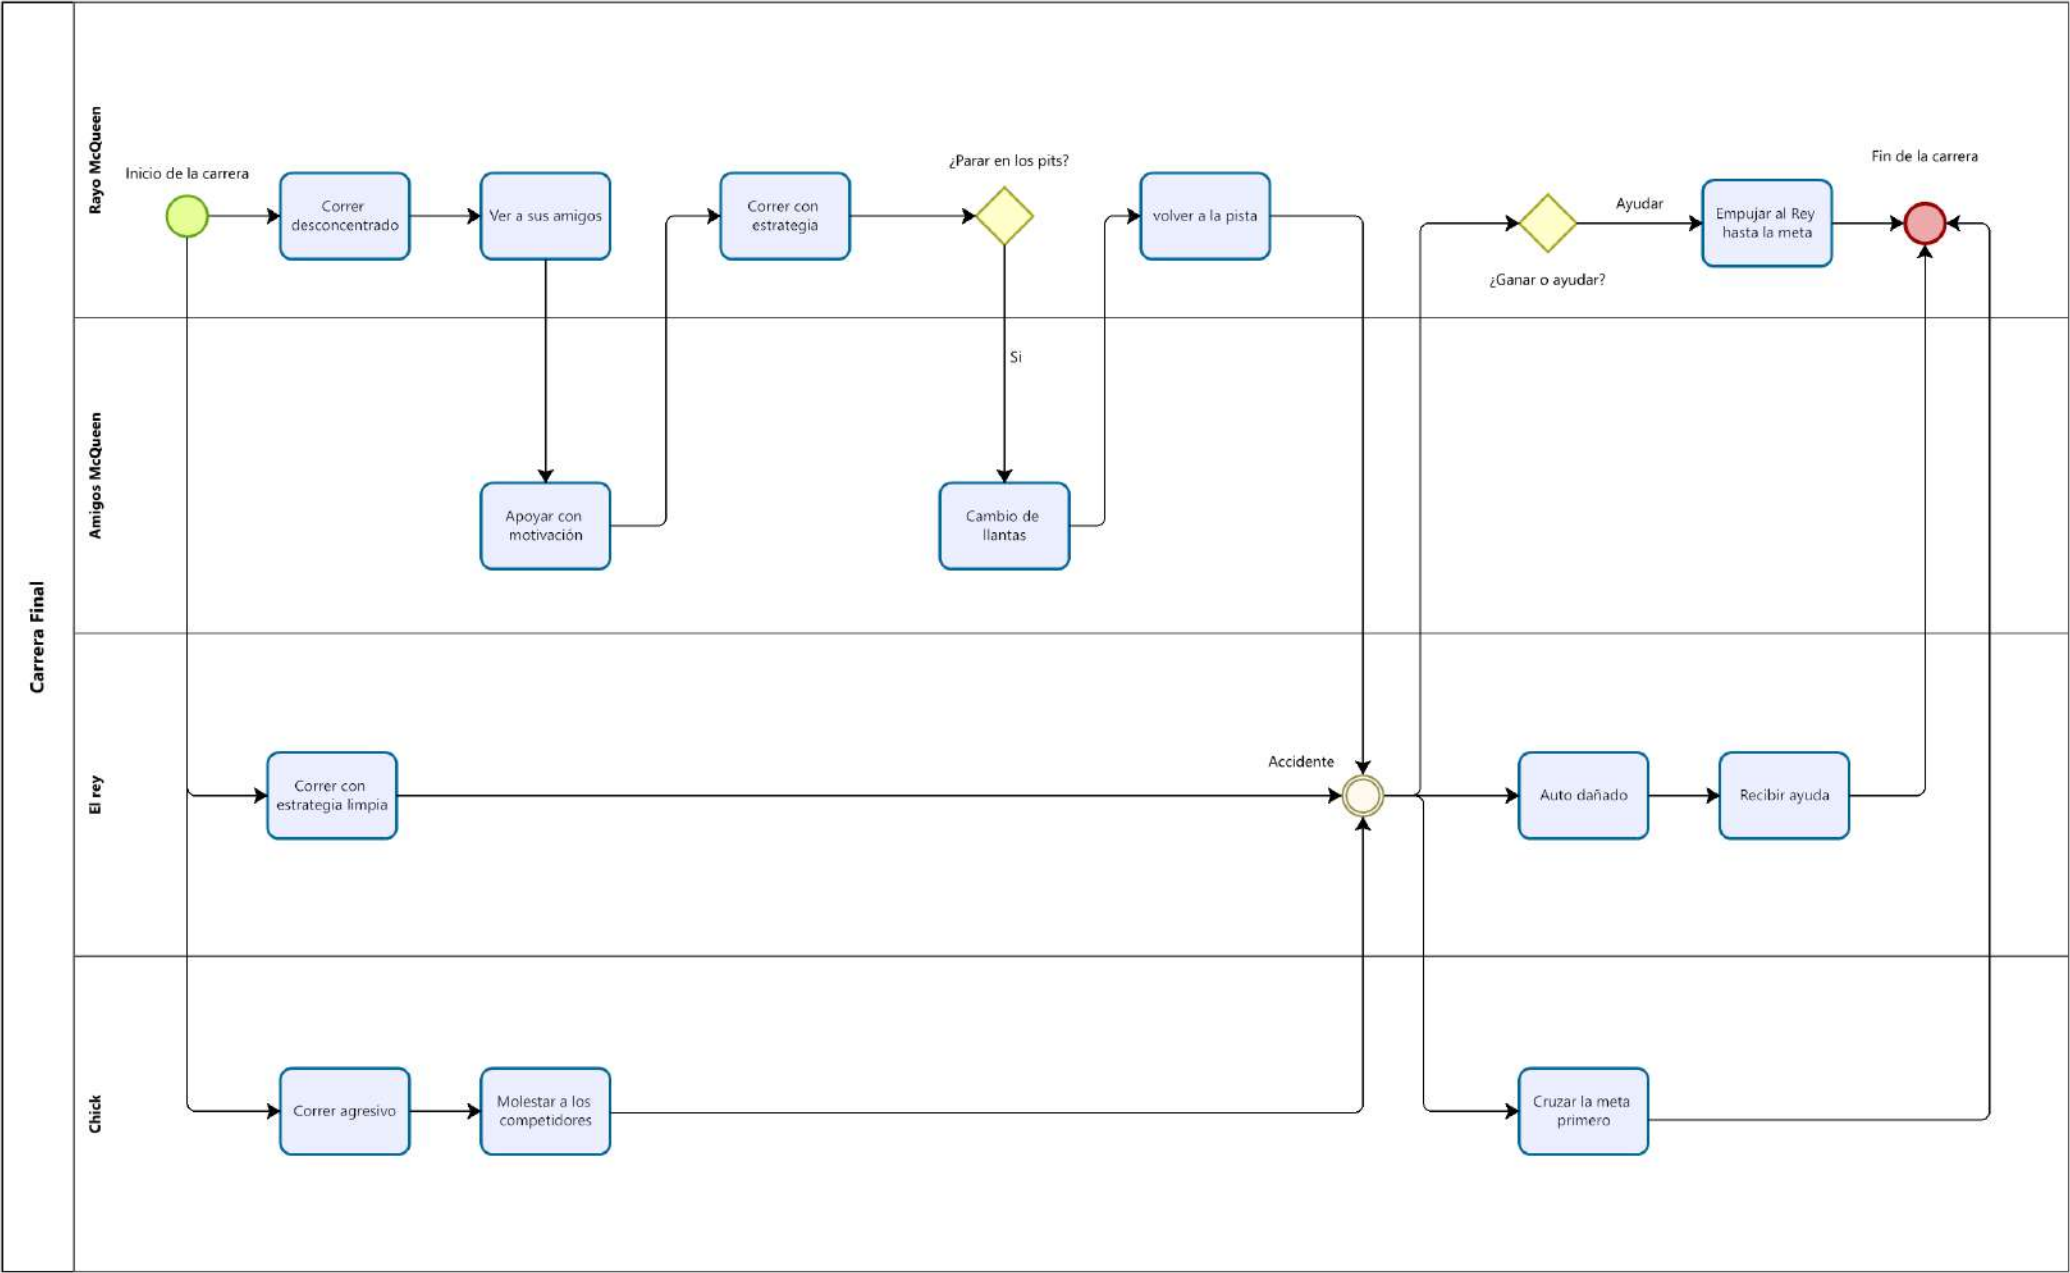 Carrera Final
Rayo McQueen
Inicio de la carrera
Correr
desconcentrado
Ver a sus amigos
Correr con
estrategia
¿Parar en los pits?
volver a la pista
¿Ganar o ayudar?
Ayudar
Empujar al Rey
hasta la meta
Fin de la carrera
Amigos McQueen
Apoyar con
motivación
Si
Cambio de
llantas
El rey
Correr con
estrategia limpia
Accidente
Auto dañado
Recibir ayuda
Chick
Correr agresivo
Molestar a los
competidores
Cruzar la meta
primero